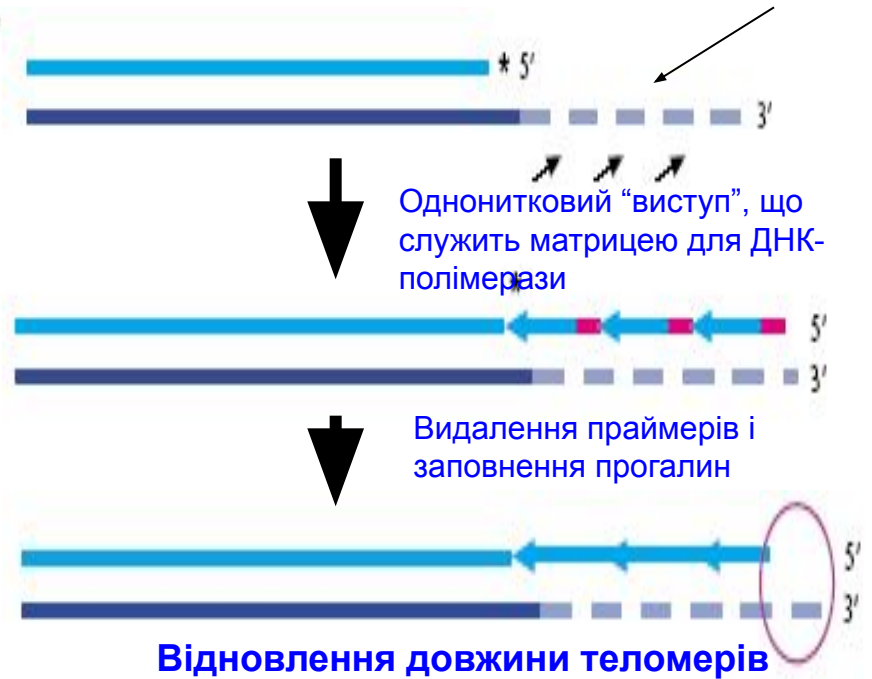 * 5′
3′
Однонитковий “виступ”, що
служить матрицею для ДНК-
полімерази
*
5′
3′
Видалення праймерів і
заповнення прогалин
5′
3′
Відновлення довжини теломерів